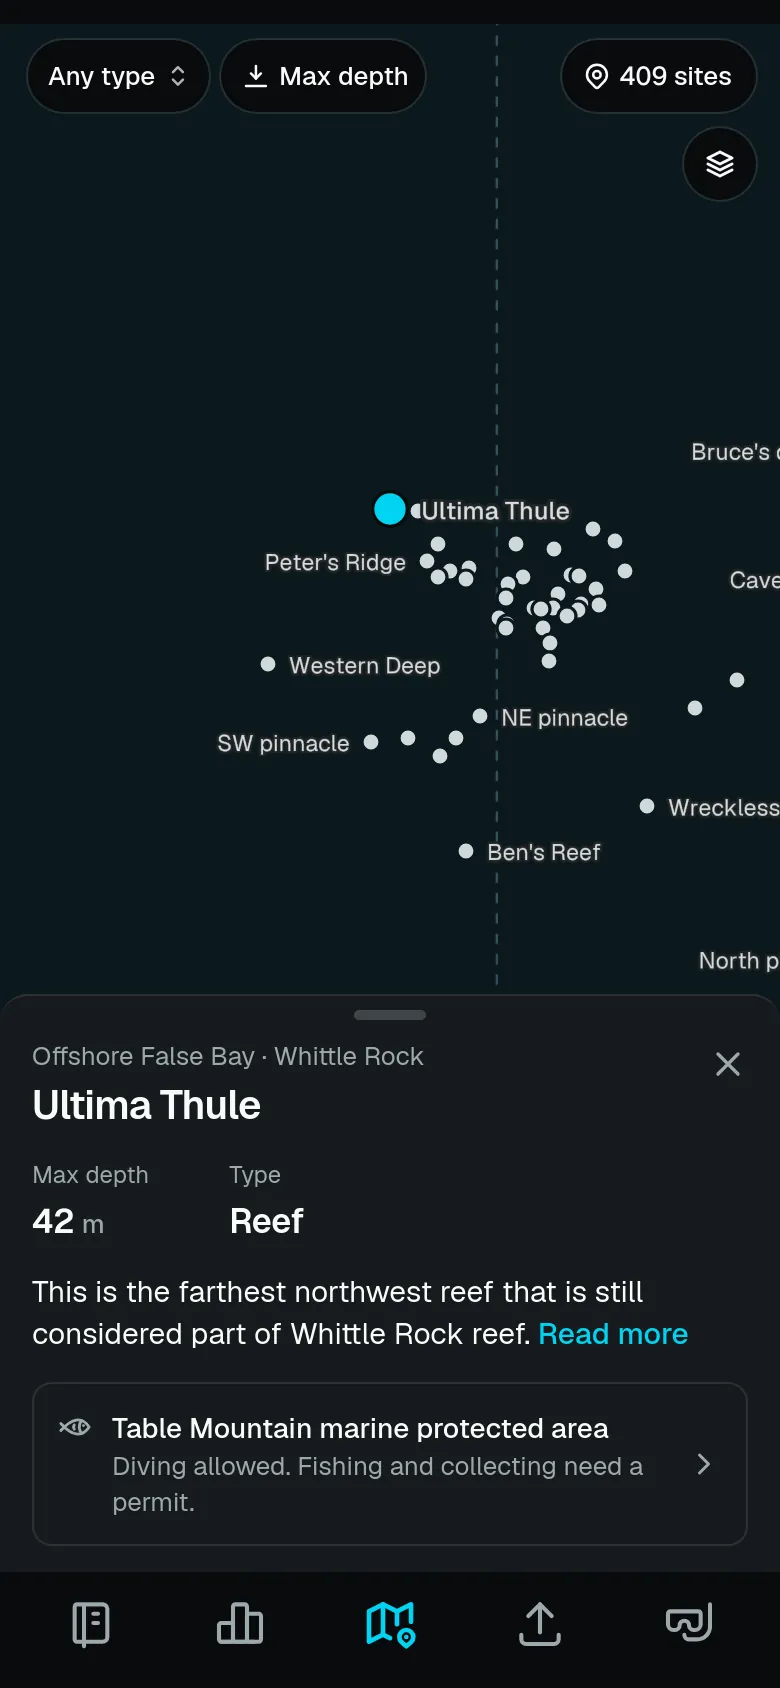 Any type
Max depth
409 sites
Bruce's
Ultima Thule
Peter's Ridge
Cave
Western Deep
NE pinnacle
SW pinnacle
Wreckless
Ben's Reef
North p
Offshore False Bay · Whittle Rock
Ultima Thule
Max depth
Type
42 m
Reef
This is the farthest northwest reef that is still
considered part of Whittle Rock reef. Read more
Table Mountain marine protected area
Diving allowed. Fishing and collecting need a
permit.